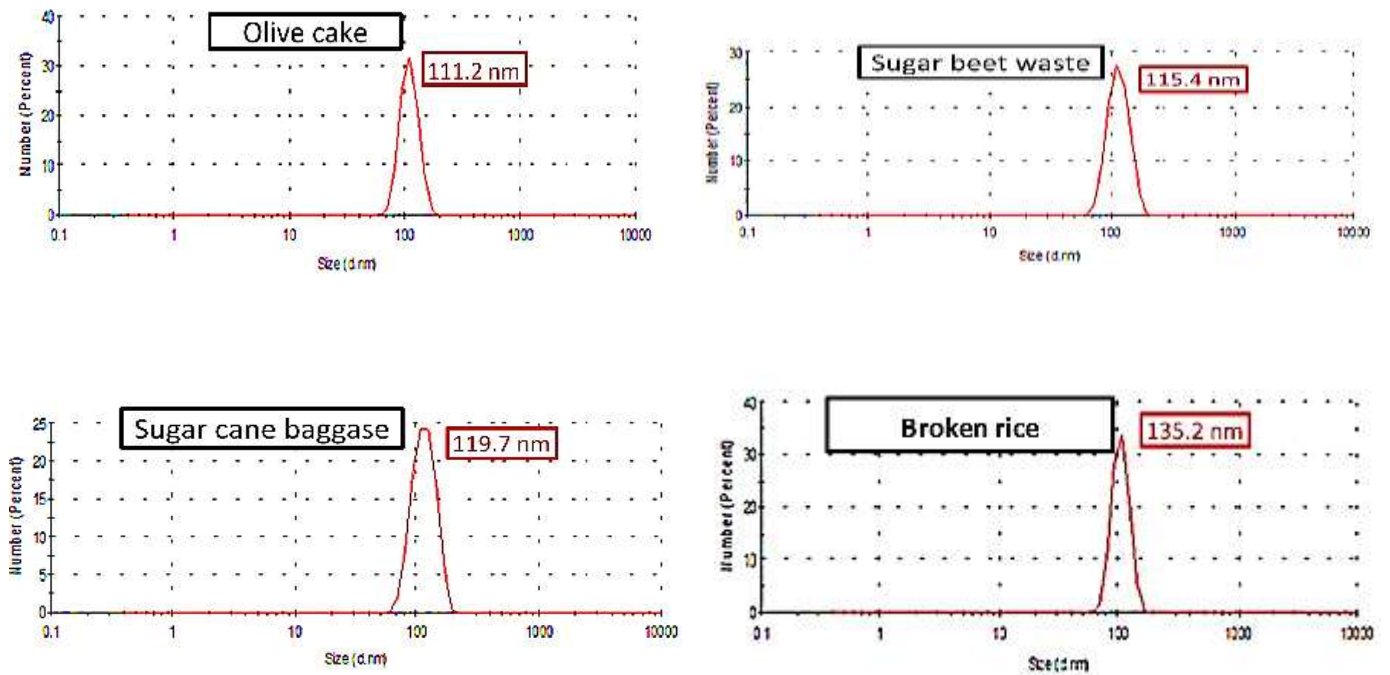 Olive cake
111.2 nm
Number (Percent)
40
30
20
10
0
0.1 1 10 100 1000 10000
Size (d.nm)
Sugar beet waste
115.4 nm
Number (Percent)
30
20
10
0
0.1 1 10 100 1000 10000
Size (d.nm)
Sugar cane baggase
119.7 nm
Number (Percent)
25
20
15
10
5
0
0.1 1 10 100 1000 10000
Size (d.nm)
Broken rice
135.2 nm
Number (Percent)
40
30
20
10
0
0.1 1 10 100 1000 10000
Size (d.nm)